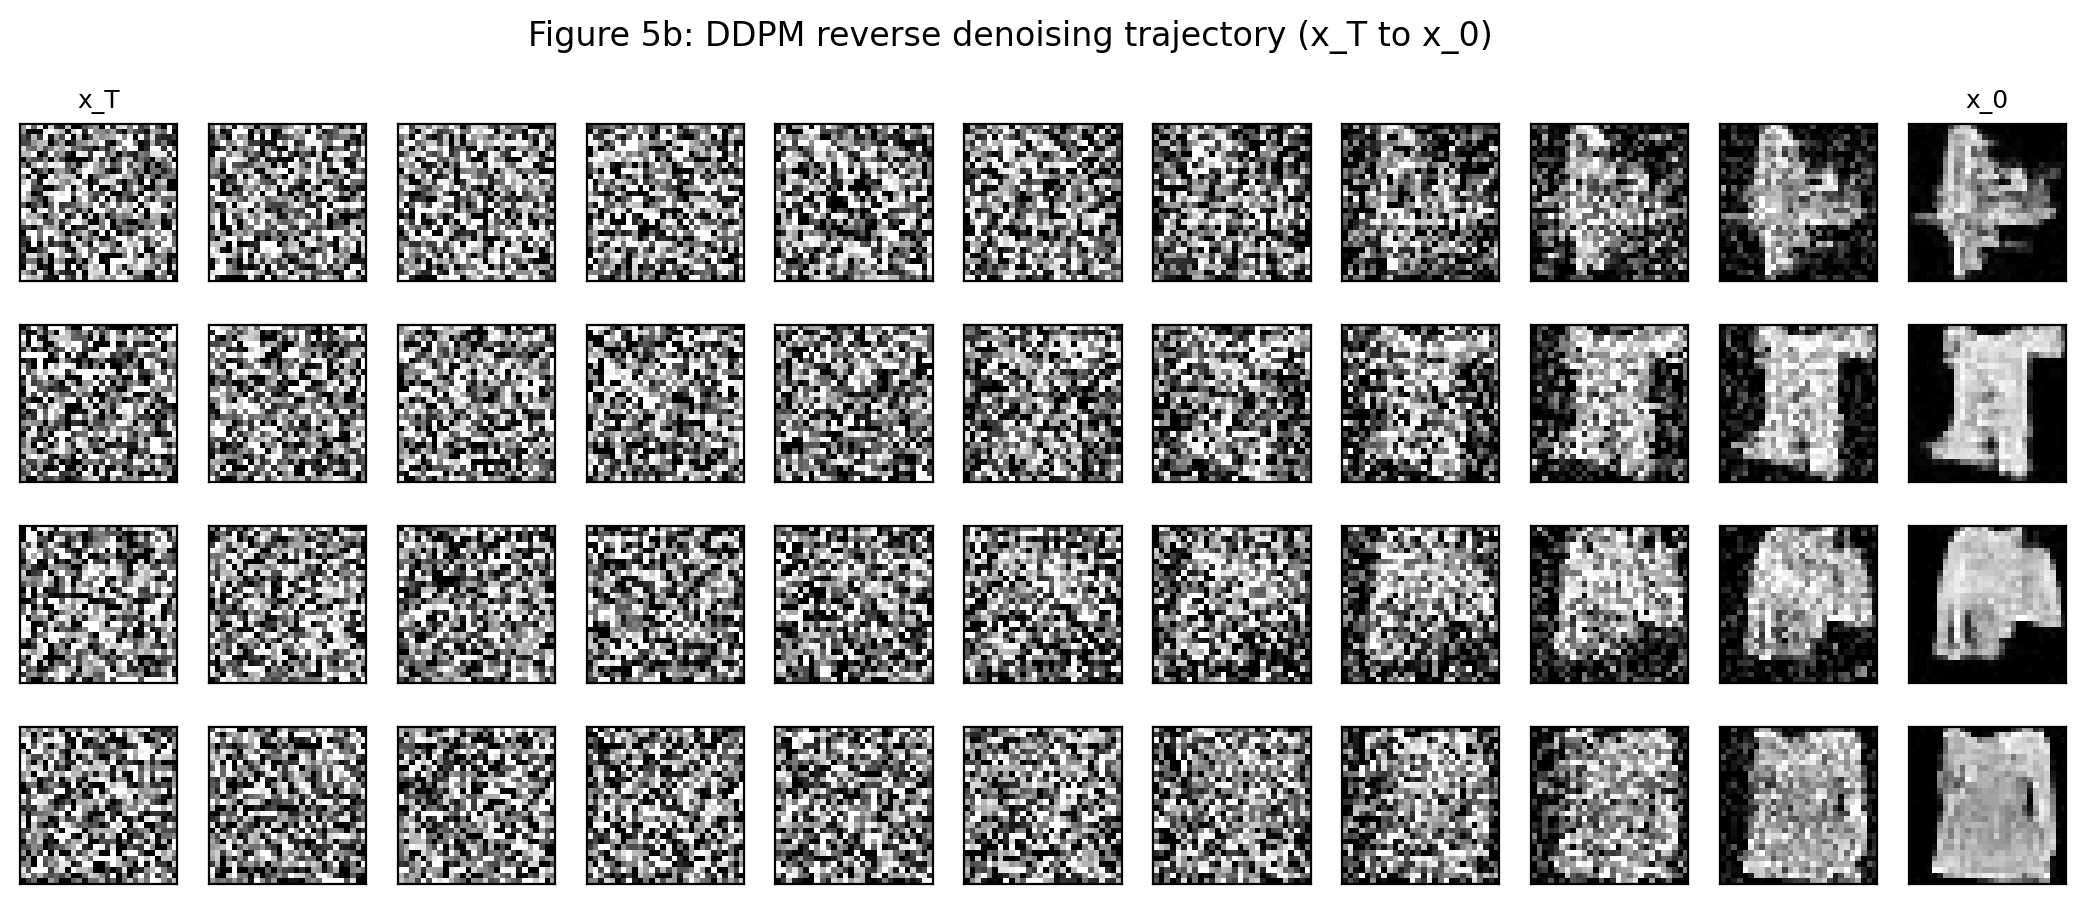 Figure 5b: DDPM reverse denoising trajectory (x_T to x_0)
x_T
x_0